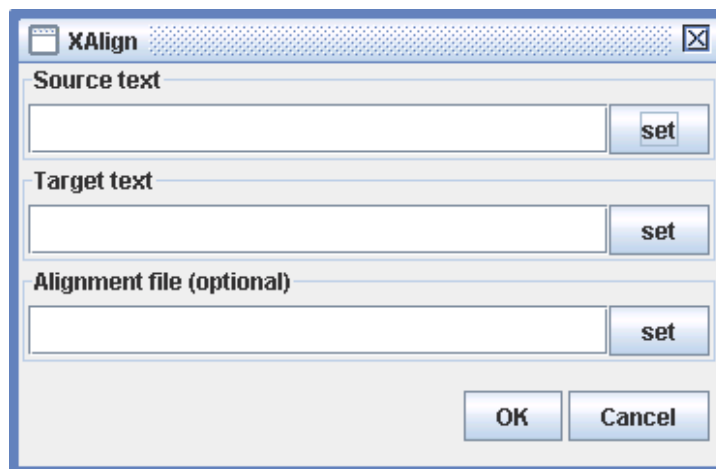 XAlign
Source text
set
Target text
set
Alignment file (optional)
set
OK Cancel